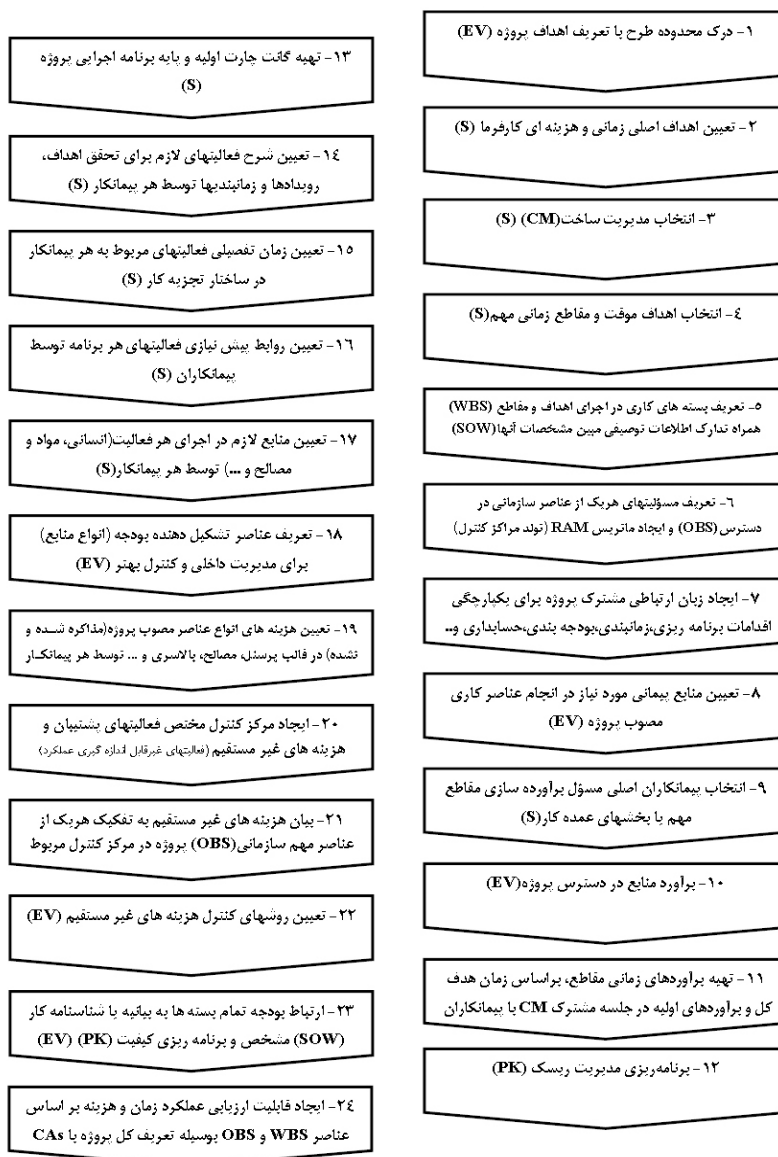 ۱- درک محدوده طرح با تعریف اهداف پروژه (EV)
۲- تعیین اهداف اصلی زمانی و هزینه ای کارفرما (S)
۳- انتخاب مدیریت ساخت(CM) (S)
٤- انتخاب اهداف موقت و مقاطع زمانی مهم(S)
۵- تعریف بسته های کاری در اجرای اهداف و مقاطع (WBS)
همراه تدارک اطلاعات توصیفی مبین مشخصات آنها(SOW)
۶- تعریف مسؤلیتهای هریک از عناصر سازمانی در
دسترس(OBS) و ایجاد ماتریس RAM (تولد مراکز کنترل)
۷- ایجاد زبان ارتباطی مشترک پروژه برای یکپارچگی
اقدامات برنامه ریزی،زمانبندی،بودجه بندی،حسابداری و..
۸- تعیین منابع پیمانی مورد نیاز در انجام عناصر کاری
مصوب پروژه (EV)
۹- انتخاب پیمانکاران اصلی مسؤل برآورده سازی مقاطع
مهم یا بخشهای عمده کار(S)
۱۰- برآورد منابع در دسترس پروژه(EV)
۱۱- تهیه برآوردهای زمانی مقاطع، براساس زمان هدف
کل و برآوردهای اولیه در جلسه مشترک CM با پیمانکاران
۱۲- برنامه‌ریزی مدیریت ریسک (PK)
۱۳- تهیه گانت چارت اولیه و پایه برنامه اجرایی پروژه
(S)
۱٤- تعیین شرح فعالیتهای لازم برای تحقق اهداف،
رویدادها و زمانبندیها توسط هر پیمانکار (S)
۱۵- تعیین زمان تفصیلی فعالیتهای مربوط به هر پیمانکار
در ساختار تجزیه کار (S)
۱۶- تعیین روابط پیش نیازی فعالیتهای هر برنامه توسط
پیمانکاران (S)
۱۷- تعیین منابع لازم در اجرای هر فعالیت(انسانی، مواد و
مصالح و ...) توسط هر پیمانکار(S)
۱۸- تعریف عناصر تشکیل دهنده بودجه (انواع منابع)
برای مدیریت داخلی و کنترل بهتر (EV)
۱۹- تعیین هزینه های انواع عناصر مصوب پروژه(مذاکره شده و
نشده) در قالب پرسنل، مصالح، بالاسری و ... توسط هر پیمانکار
۲۰- ایجاد مرکز کنترل مختص فعالیتهای پشتیبان و
هزینه های غیر مستقیم (فعالیتهای غیرقابل اندازه گیری عملکرد)
۲۱- بیان هزینه های غیر مستقیم به تفکیک هریک از
عناصر مهم سازمانی(OBS) پروژه در مرکز کنترل مربوط
۲۲- تعیین روشهای کنترل هزینه های غیر مستقیم (EV)
۲۳- ارتباط بودجه تمام بسته ها به بیانیه یا شناسنامه کار
(SOW) مشخص و برنامه ریزی کیفیت (PK) (EV)
۲٤- ایجاد قابلیت ارزیابی عملکرد زمان و هزینه بر اساس
عناصر WBS و OBS بوسیله تعریف کل پروژه با CAs